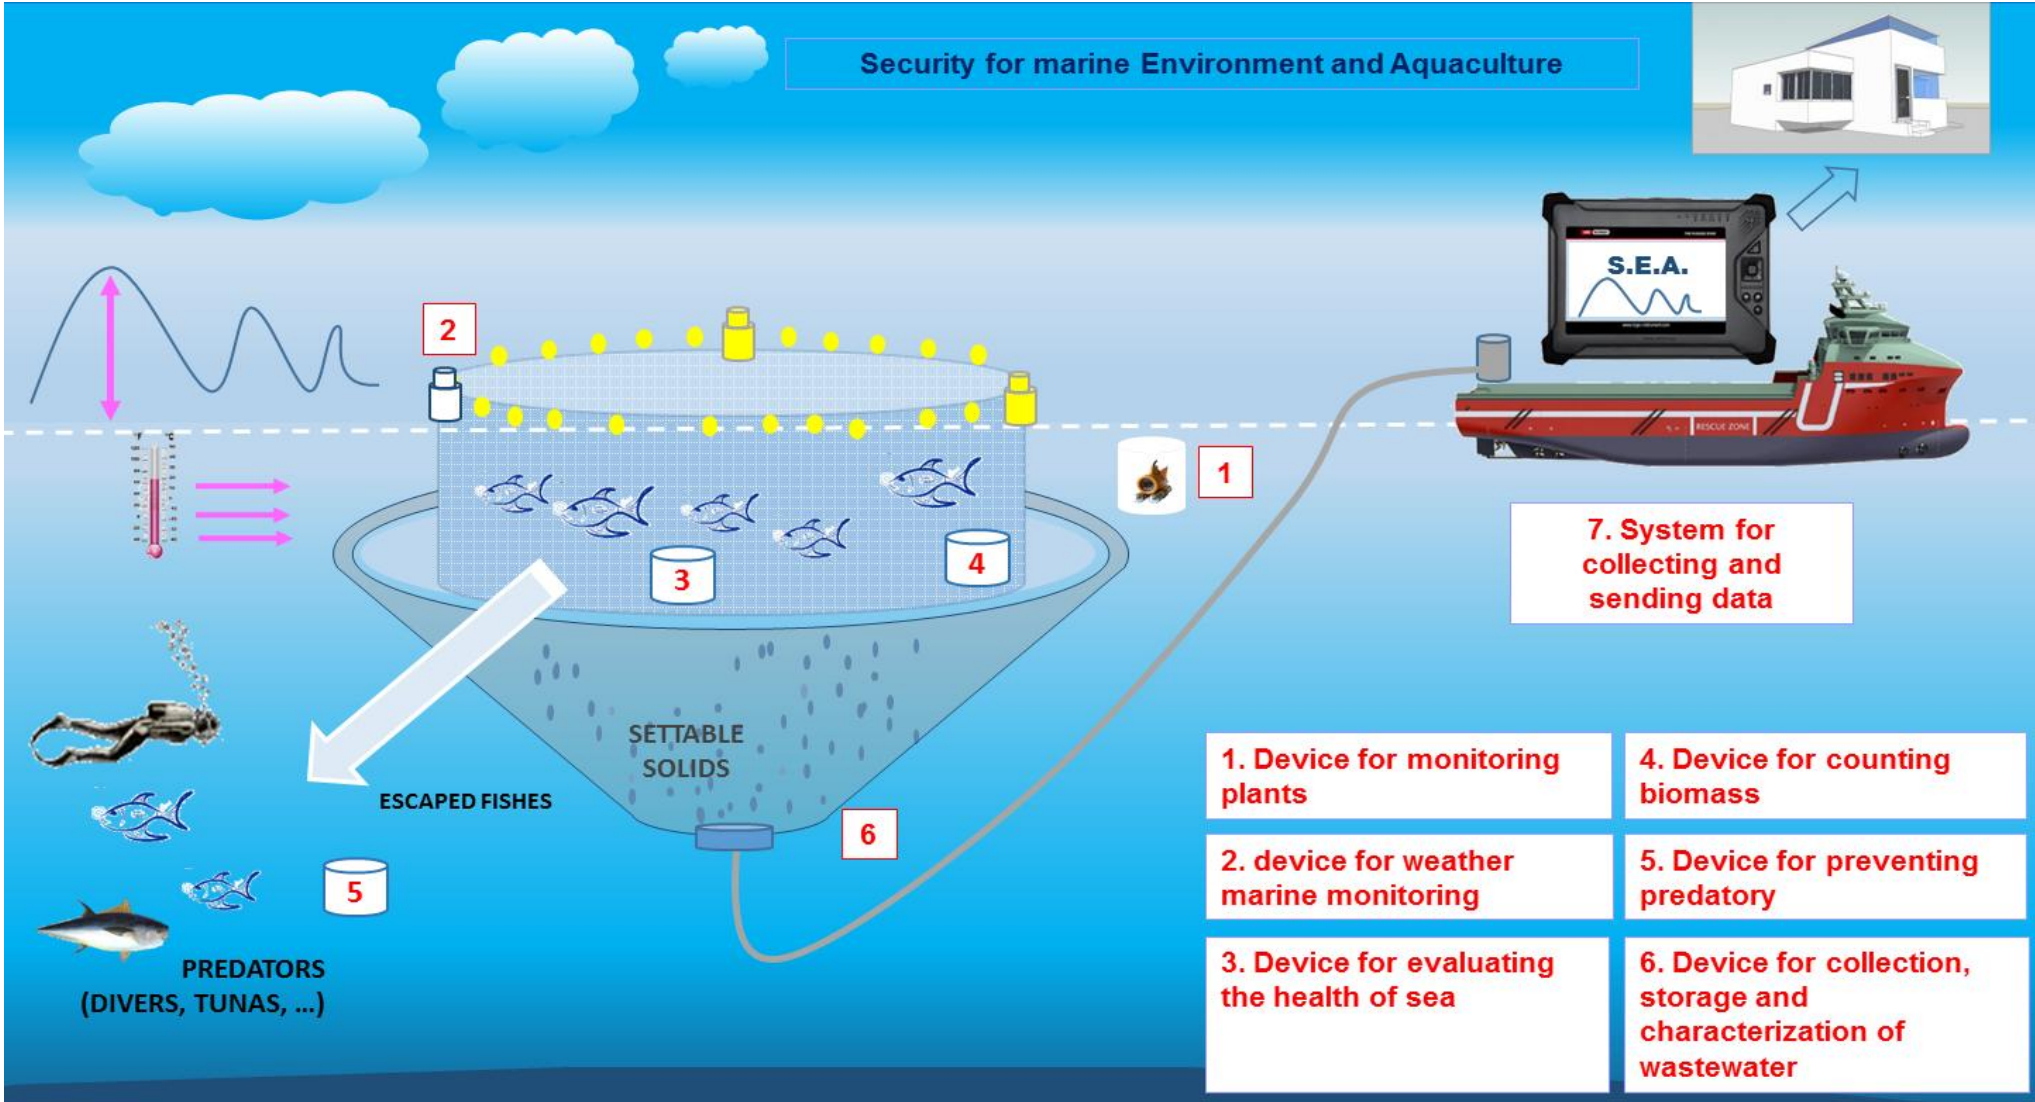 Security for marine Environment and Aquaculture
S.E.A.
2
1
RESCUE ZONE
3
4
7. System for
collecting and
sending data
SETTABLE
SOLIDS
ESCAPED FISHES
6
5
PREDATORS
(DIVERS, TUNAS, ...)
1. Device for monitoring
plants
4. Device for counting
biomass
2. device for weather
marine monitoring
5. Device for preventing
predatory
3. Device for evaluating
the health of sea
6. Device for collection,
storage and
characterization of
wastewater